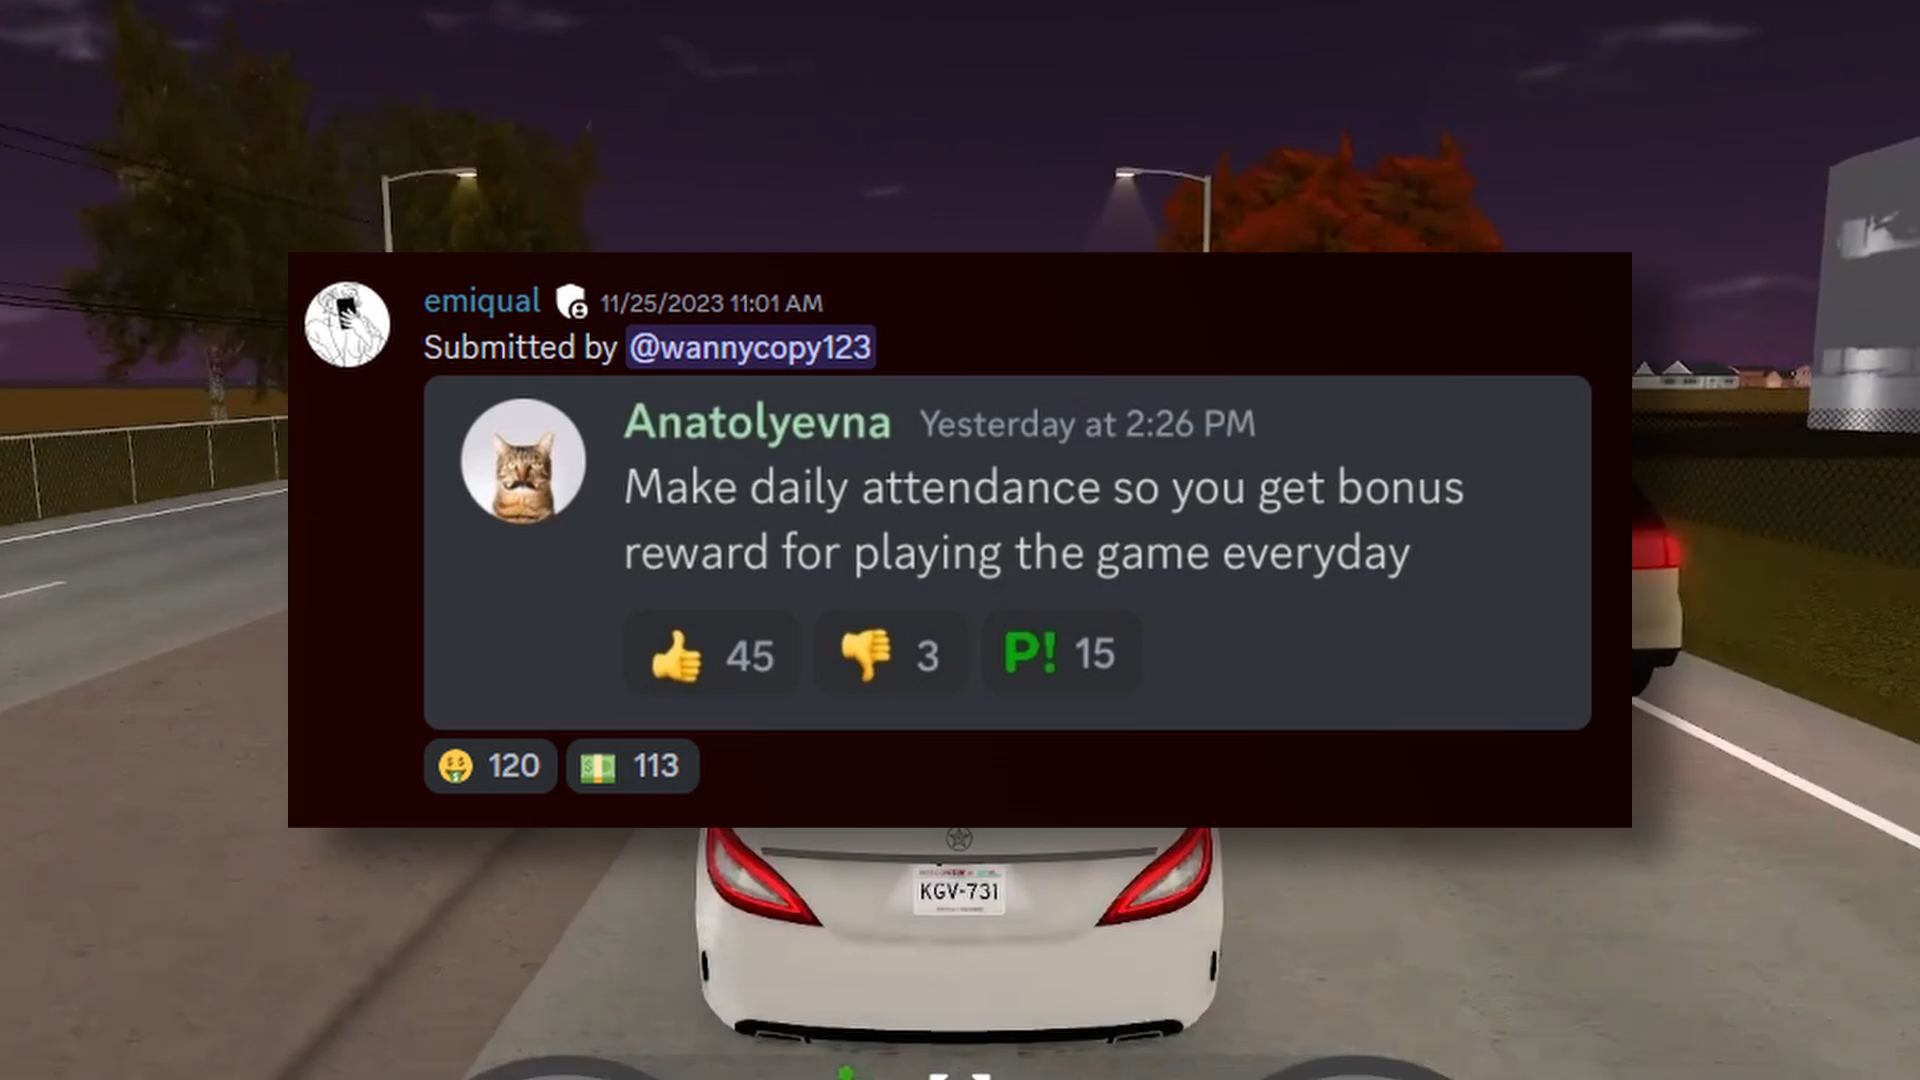 emiqual 11/25/2023 11:01 AM
Submitted by @wannycopy123
Anatolyevna Yesterday at 2:26 PM
Make daily attendance so you get bonus
reward for playing the game everyday
45 3 P! 15
120 113
KGV-731